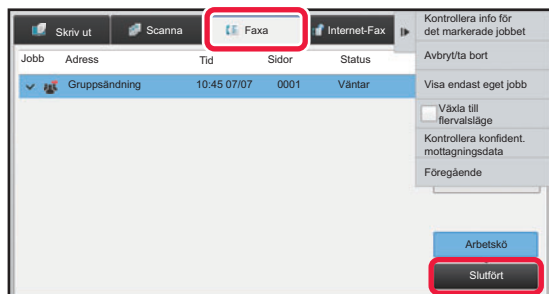 Skriv ut
Scanna
Faxa
Internet-Fax
Jobb
Adress
Tid
Sidor
Status
Gruppsändning
10:45 07/07
0001
Väntar
Kontrollera info för
det markerade jobbet
Avbryt/ta bort
Visa endast eget jobb
Växla till
flervalsläge
Kontrollera konfident.
mottagningsdata
Föregående
Arbetskö
Slutfört